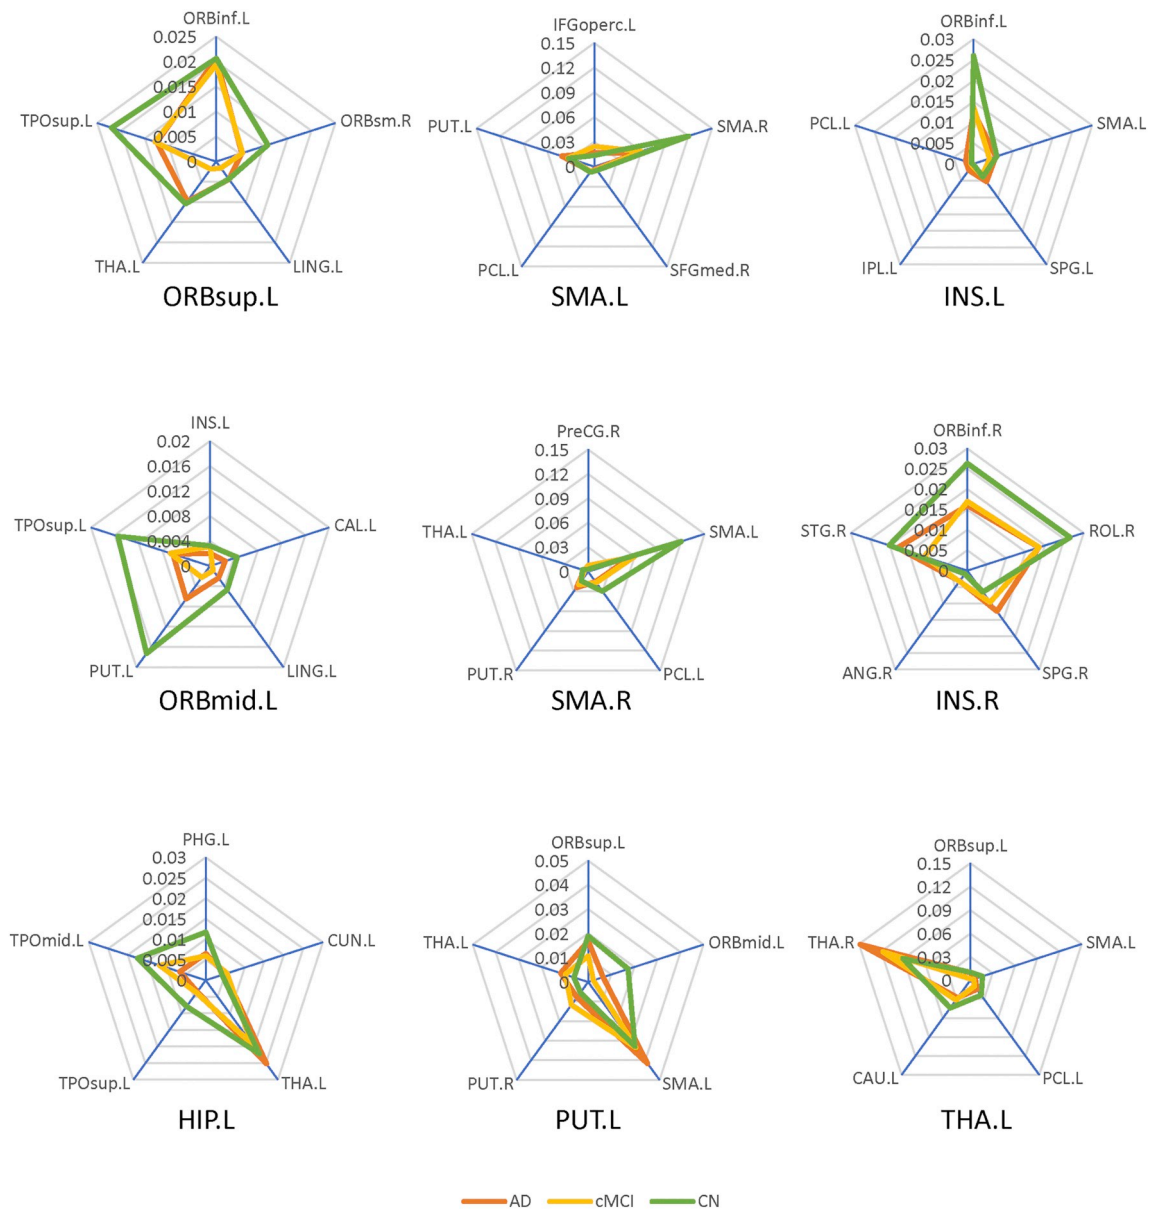 ORBinf.L
0.025
0.02
0.015
0.01
0.005
0
TPOsup.L
ORBsm.R
THA.L
LING.L
ORBsup.L
IFGoperc.L
0.15
0.12
0.09
0.06
0.03
0
PUT.L
SMA.R
PCL.L
SFGmed.R
SMA.L
ORBinf.L
0.03
0.025
0.02
0.015
0.01
0.005
0
PCL.L
SMA.L
IPL.L
SPG.L
INS.L
INS.L
0.02
0.016
0.012
0.008
0.004
0
TPOsup.L
CAL.L
PUT.L
LING.L
ORBmid.L
PreCG.R
0.15
0.12
0.09
0.06
0.03
0
THA.L
SMA.L
PUT.R
PCL.L
SMA.R
ORBinf.R
0.03
0.025
0.02
0.015
0.01
0.005
0
STG.R
ROL.R
ANG.R
SPG.R
INS.R
PHG.L
0.03
0.025
0.02
0.015
0.01
0.005
0
TPOmid.L
CUN.L
TPOsup.L
THA.L
HIP.L
ORBsup.L
0.05
0.04
0.03
0.02
0.01
0
THA.L
ORBmid.L
PUT.R
SMA.L
PUT.L
ORBsup.L
0.15
0.12
0.09
0.06
0.03
0
THA.R
SMA.L
CAU.L
PCL.L
THA.L
AD cMCI CN